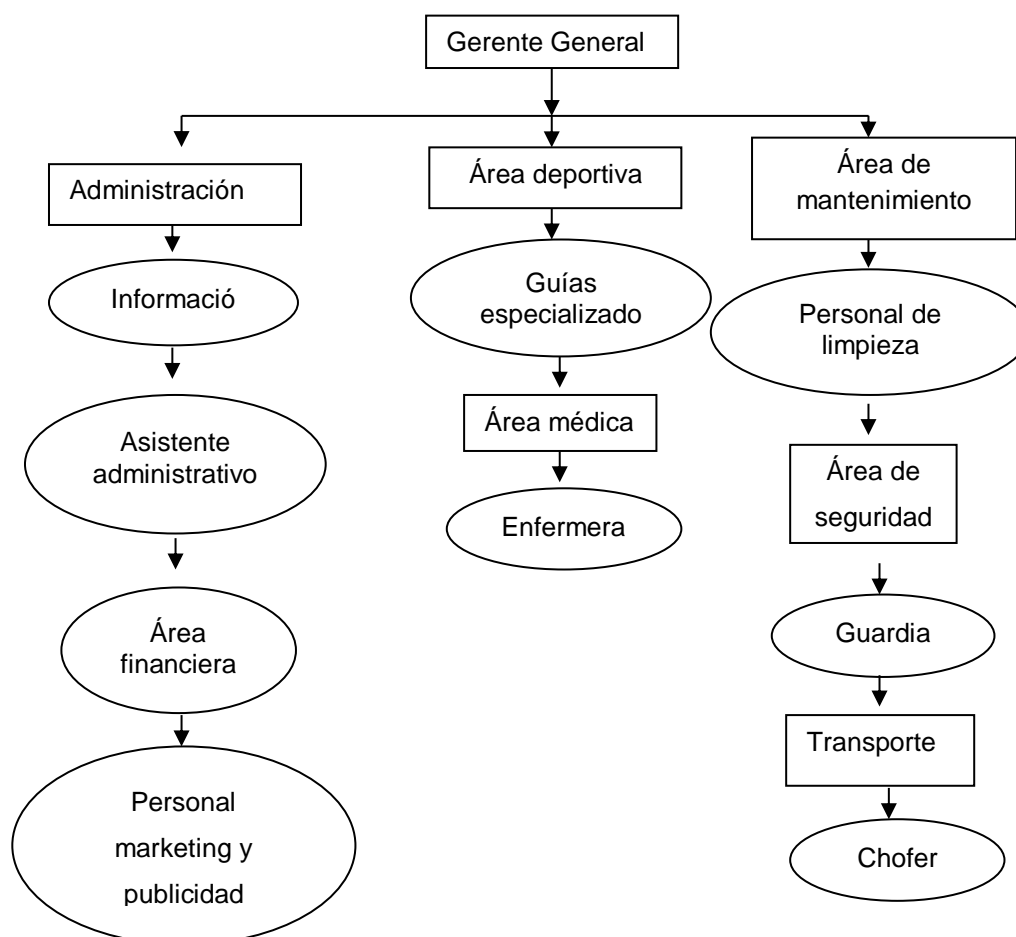 Gerente General
Administración
Informació
Asistente
administrativo
Área
financiera
Personal
marketing y
publicidad
Área deportiva
Guías
especializado
Área médica
Enfermera
Área de
mantenimiento
Personal de
limpieza
Área de
seguridad
Guardia
Transporte
Chofer